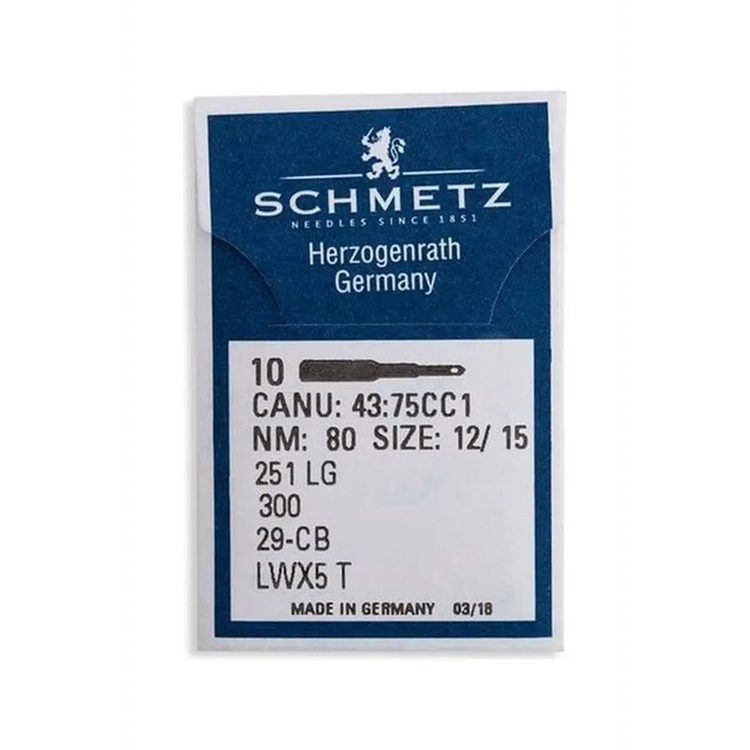 SCHMETZ
NEEDLES SINCE 1851
Herzogenrath
Germany
10
CANU: 43:75CC1
NM: 80 SIZE: 12/ 15
251 LG
300
29-CB
LWX5 T
MADE IN GERMANY 03/18